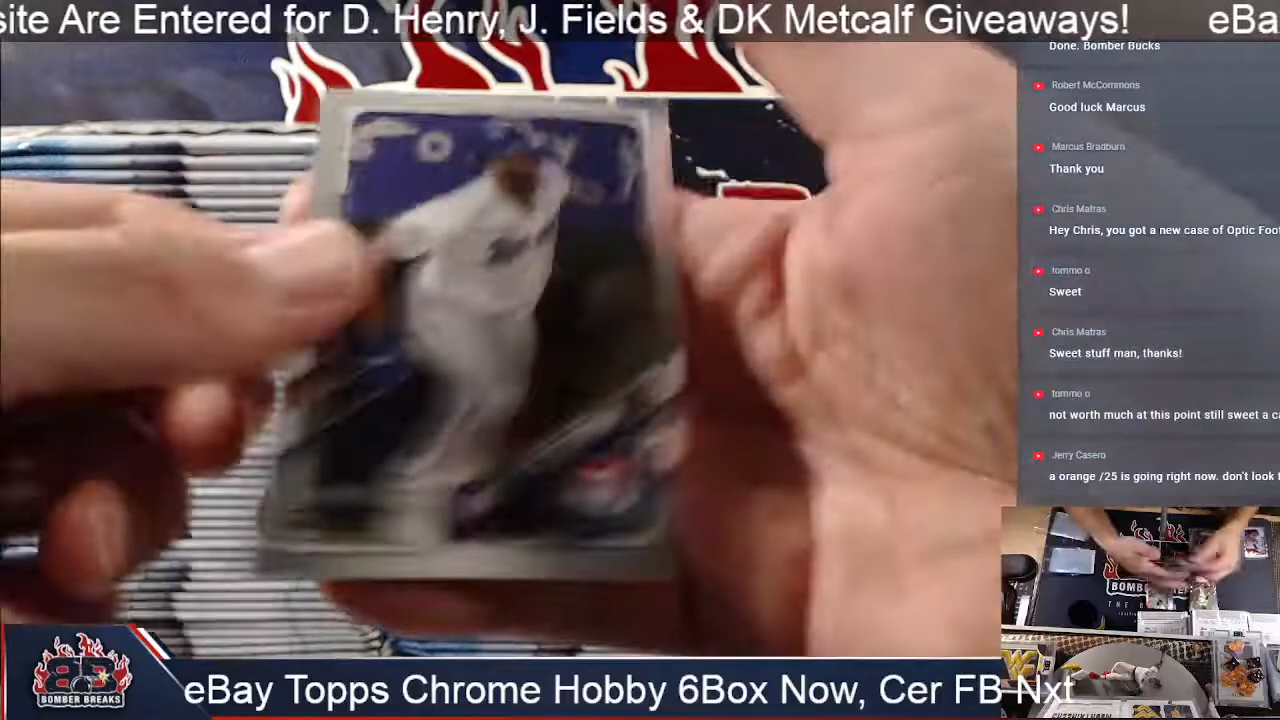 site Are Entered for D. Henry, J. Fields & DK Metcalf Giveaways! eBa
Done. Bomber Bucks
Robert McCommons
Good luck Marcus
Marcus Bradburn
Thank you
Chris Matras
Hey Chris, you got a new case of Optic Foot
tommo o
Sweet
Chris Matras
Sweet stuff man, thanks!
tommo o
not worth much at this point still sweet a ca
Jerry Casero
a orange /25 is going right now. don't look
BOMBER
BOMBER BREAKS
eBay Topps Chrome Hobby 6Box Now, Cer FB Nxt